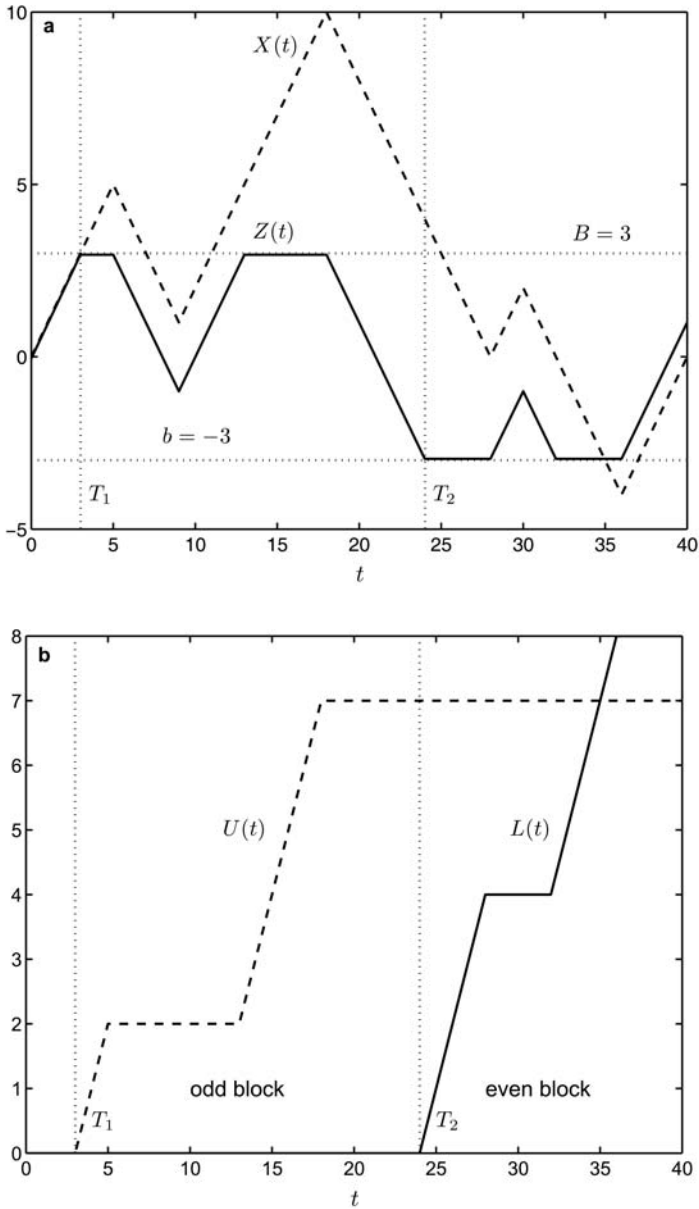 a
10
X(t)
5
Z(t)
B = 3
0
b = −3
T₁
T₂
−5
0 5 10 15 20 25 30 35 40
t
b
8
7
6
U(t)
L(t)
5
4
3
2
1
odd block
even block
T₁
T₂
0
0 5 10 15 20 25 30 35 40
t